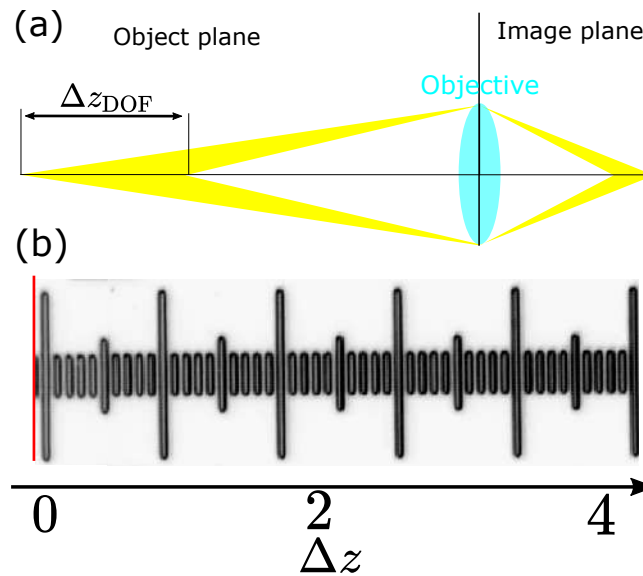 (a)
Object plane
Image plane
Objective
Δz_DOF
(b)
0 2 4
Δz